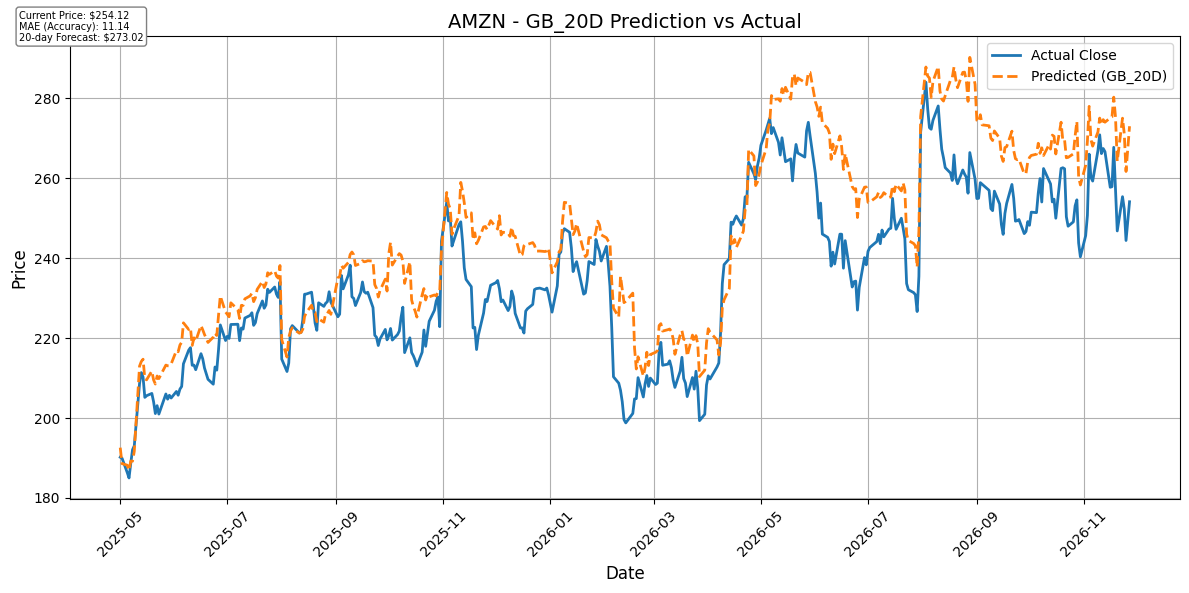 AMZN - GB_20D Prediction vs Actual
Current Price: $254.12
MAE (Accuracy): 11.14
20-day Forecast: $273.02
Actual Close
Predicted (GB_20D)
Price
280
260
240
220
200
180
2025-05
2025-07
2025-09
2025-11
2026-01
2026-03
2026-05
2026-07
2026-09
2026-11
Date